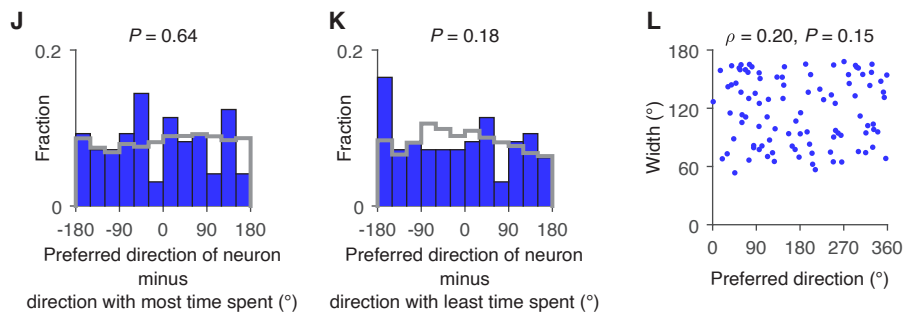 J
P = 0.64
0.2
Fraction
0
-180 -90 0 90 180
Preferred direction of neuron
minus
direction with most time spent (°)
K
P = 0.18
0.2
Fraction
0
-180 -90 0 90 180
Preferred direction of neuron
minus
direction with least time spent (°)
L
ρ = 0.20, P = 0.15
180
120
60
0
Width (°)
0 90 180 270 360
Preferred direction (°)